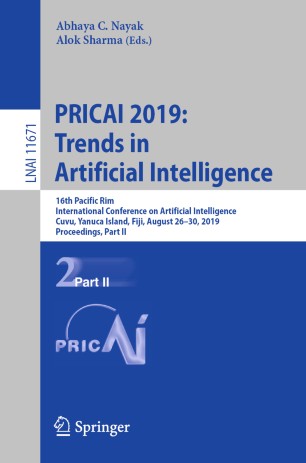 Abhaya C. Nayak
Alok Sharma (Eds.)
LNAI 11671
PRICAI 2019:
Trends in
Artificial Intelligence
16th Pacific Rim
International Conference on Artificial Intelligence
Cuvu, Yanuca Island, Fiji, August 26–30, 2019
Proceedings, Part II
2 Part II
PRICAI
Springer